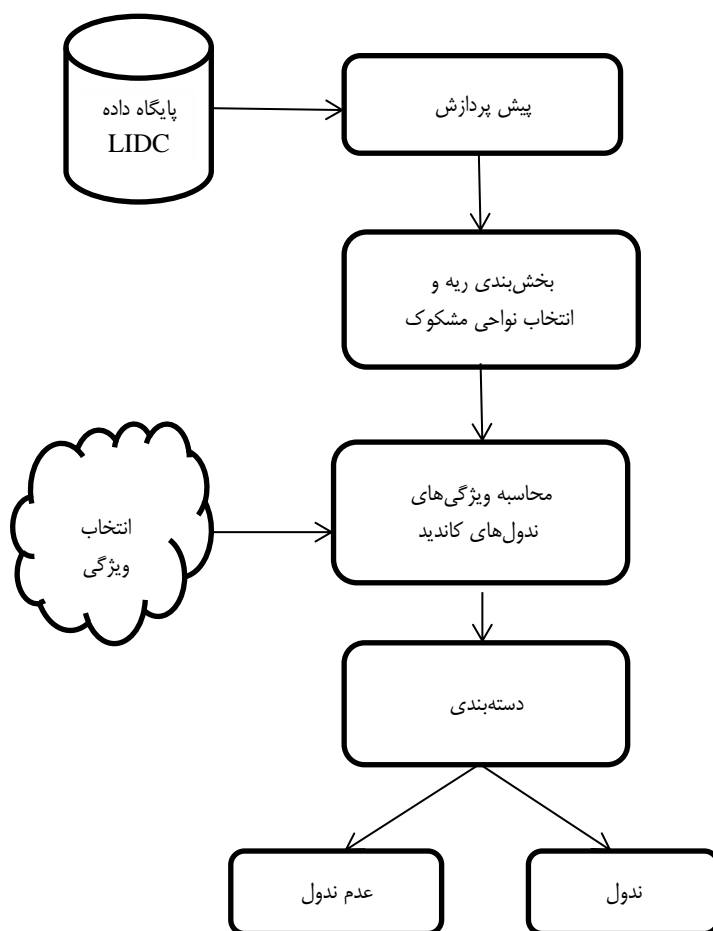 پایگاه داده
LIDC
پیش پردازش
بخش‌بندی ریه و
انتخاب نواحی مشکوک
محاسبه ویژگی‌های
ندول‌های کاندید
انتخاب
ویژگی
دسته‌بندی
عدم ندول
ندول